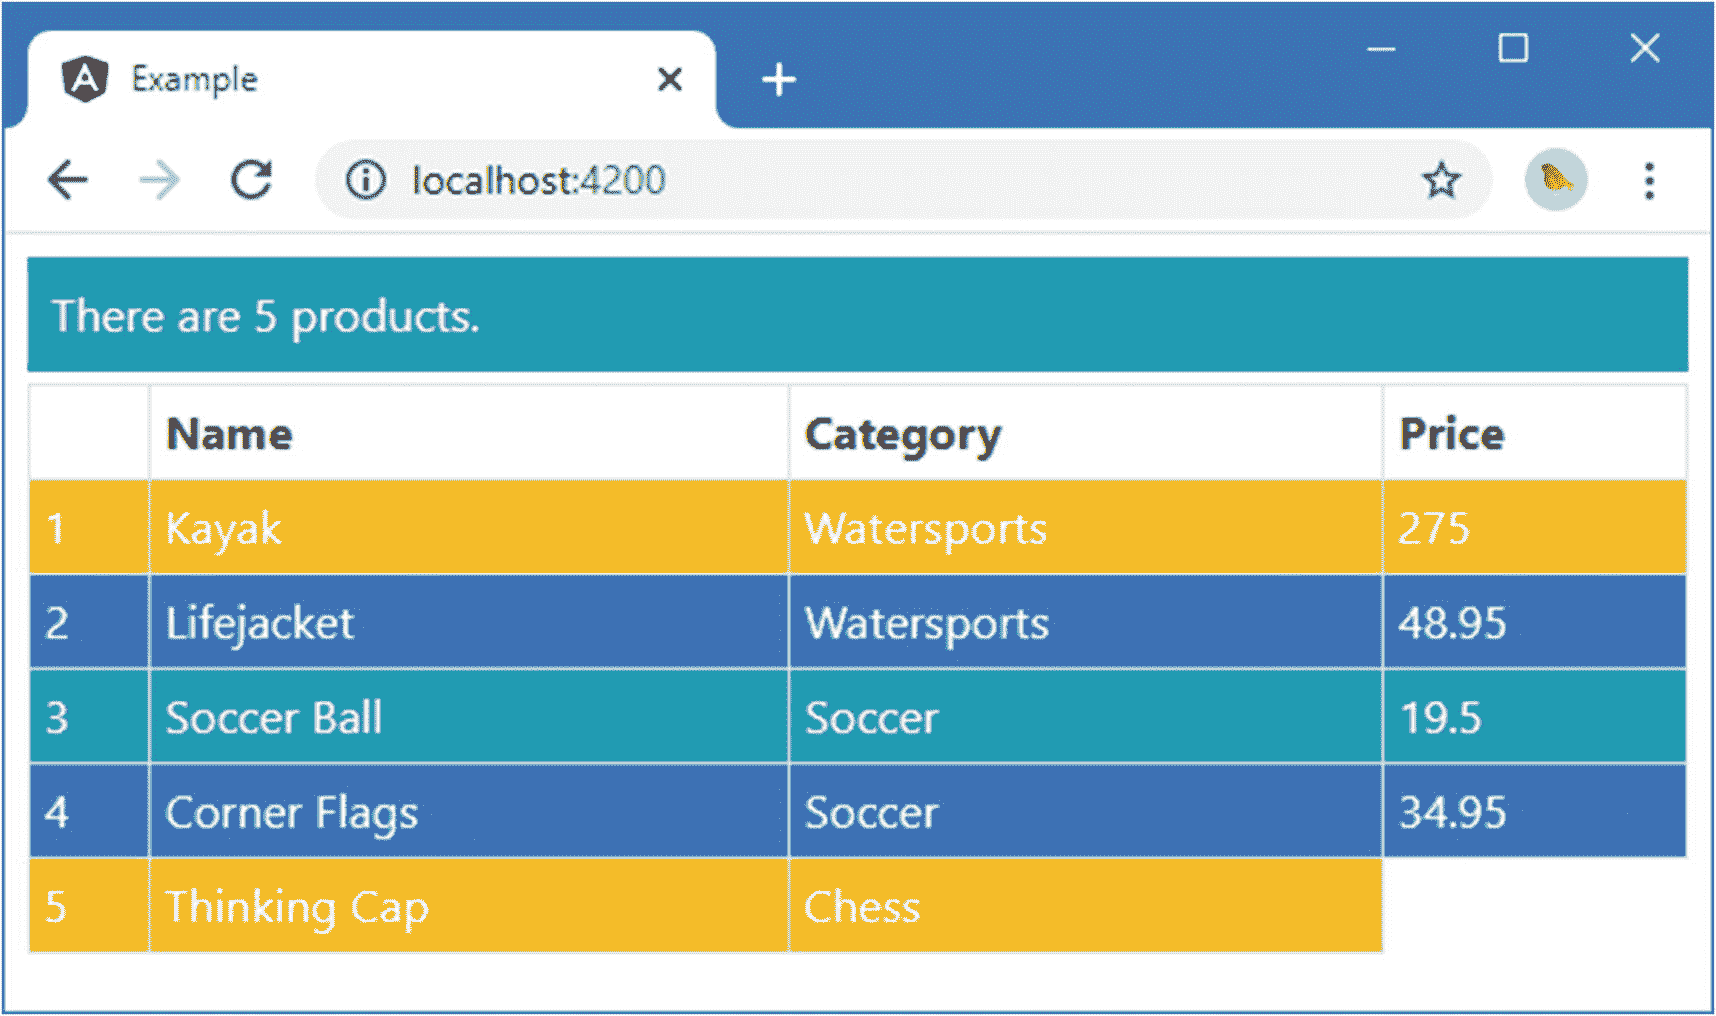 Example
localhost:4200
There are 5 products.
Name Category Price
1 Kayak Watersports 275
2 Lifejacket Watersports 48.95
3 Soccer Ball Soccer 19.5
4 Corner Flags Soccer 34.95
5 Thinking Cap Chess